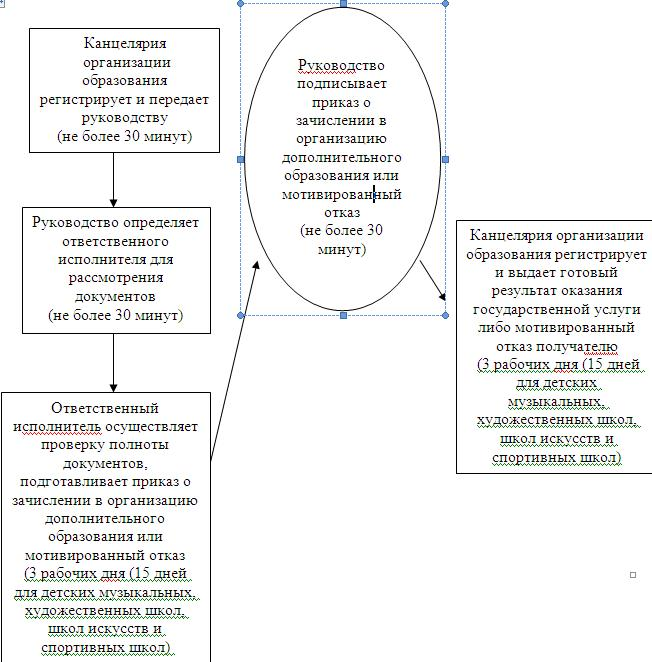 Канцелярия
организации
образования
регистрирует и передает
руководству
(не более 30 минут)
Руководство определяет
ответственного
исполнителя для
рассмотрения
документов
(не более 30 минут)
Ответственный
исполнитель осуществляет
проверку полноты
документов,
подготавливает приказ о
зачислении в организацию
дополнительного
образования или
мотивированный отказ
(3 рабочих дня (15 дней
для детских музыкальных,
художественных школ,
школ искусств и
спортивных школ)
Руководство
подписывает
приказ о
зачислении в
организацию
дополнительного
образования или
мотивированный
отказ
(не более 30
минут)
Канцелярия организации
образования регистрирует
и выдает готовый
результат оказания
государственной услуги
либо мотивированный
отказ получателю
(3 рабочих дня (15 дней
для детских
музыкальных,
художественных школ,
школ искусств и
спортивных школ)